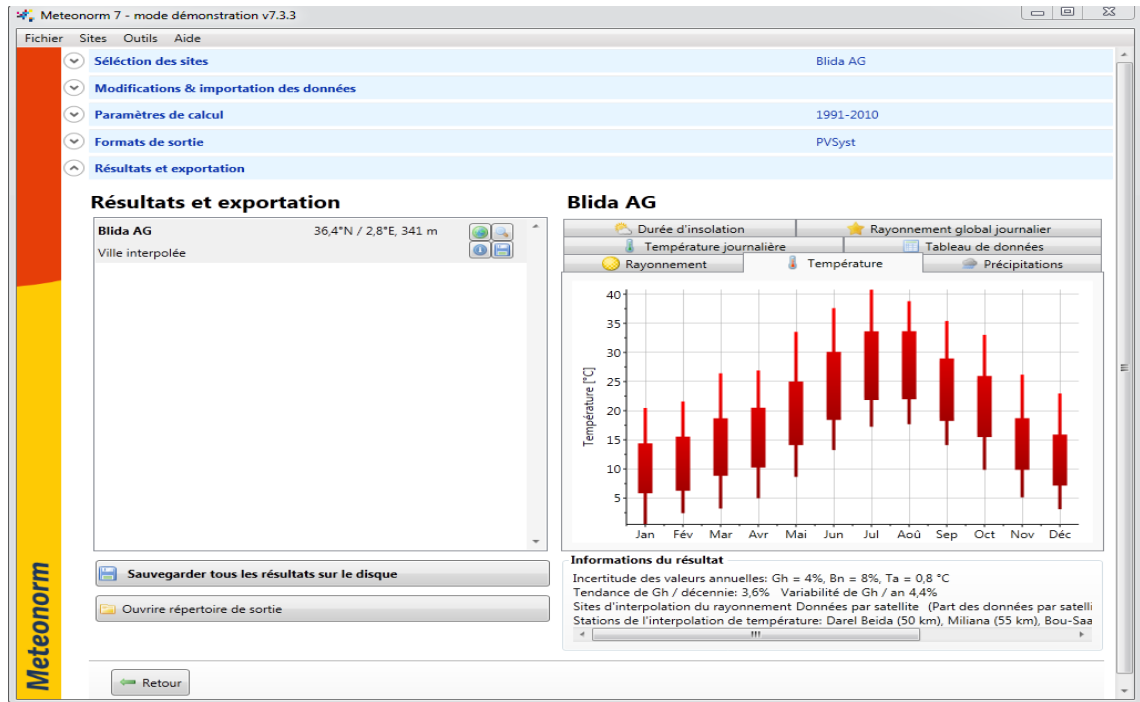 Meteonorm 7 - mode démonstration v7.3.3
Fichier Sites Outils Aide
Séléction des sites Blida AG
Modifications & importation des données
Paramètres de calcul 1991-2010
Formats de sortie PVSyst
Résultats et exportation
Résultats et exportation
Blida AG 36,4°N / 2,8°E, 341 m
Ville interpolée
Sauvegarder tous les résultats sur le disque
Ouvrire répertoire de sortie
Blida AG
Durée d'insolation Rayonnement global journalier
Température journalière Tableau de données
Rayonnement Température Précipitations
Température [°C]
40
35
30
25
20
15
10
5
Jan Fév Mar Avr Mai Jun Jul Aoû Sep Oct Nov Déc
Informations du résultat
Incertitude des valeurs annuelles: Gh = 4%, Bn = 8%, Ta = 0,8 °C
Tendance de Gh / décennie: 3,6% Variabilité de Gh / an 4,4%
Sites d'interpolation du rayonnement Données par satellite (Part des données par satelli
Stations de l'interpolation de température: Darel Beida (50 km), Miliana (55 km), Bou-Saa
Retour
Meteonorm